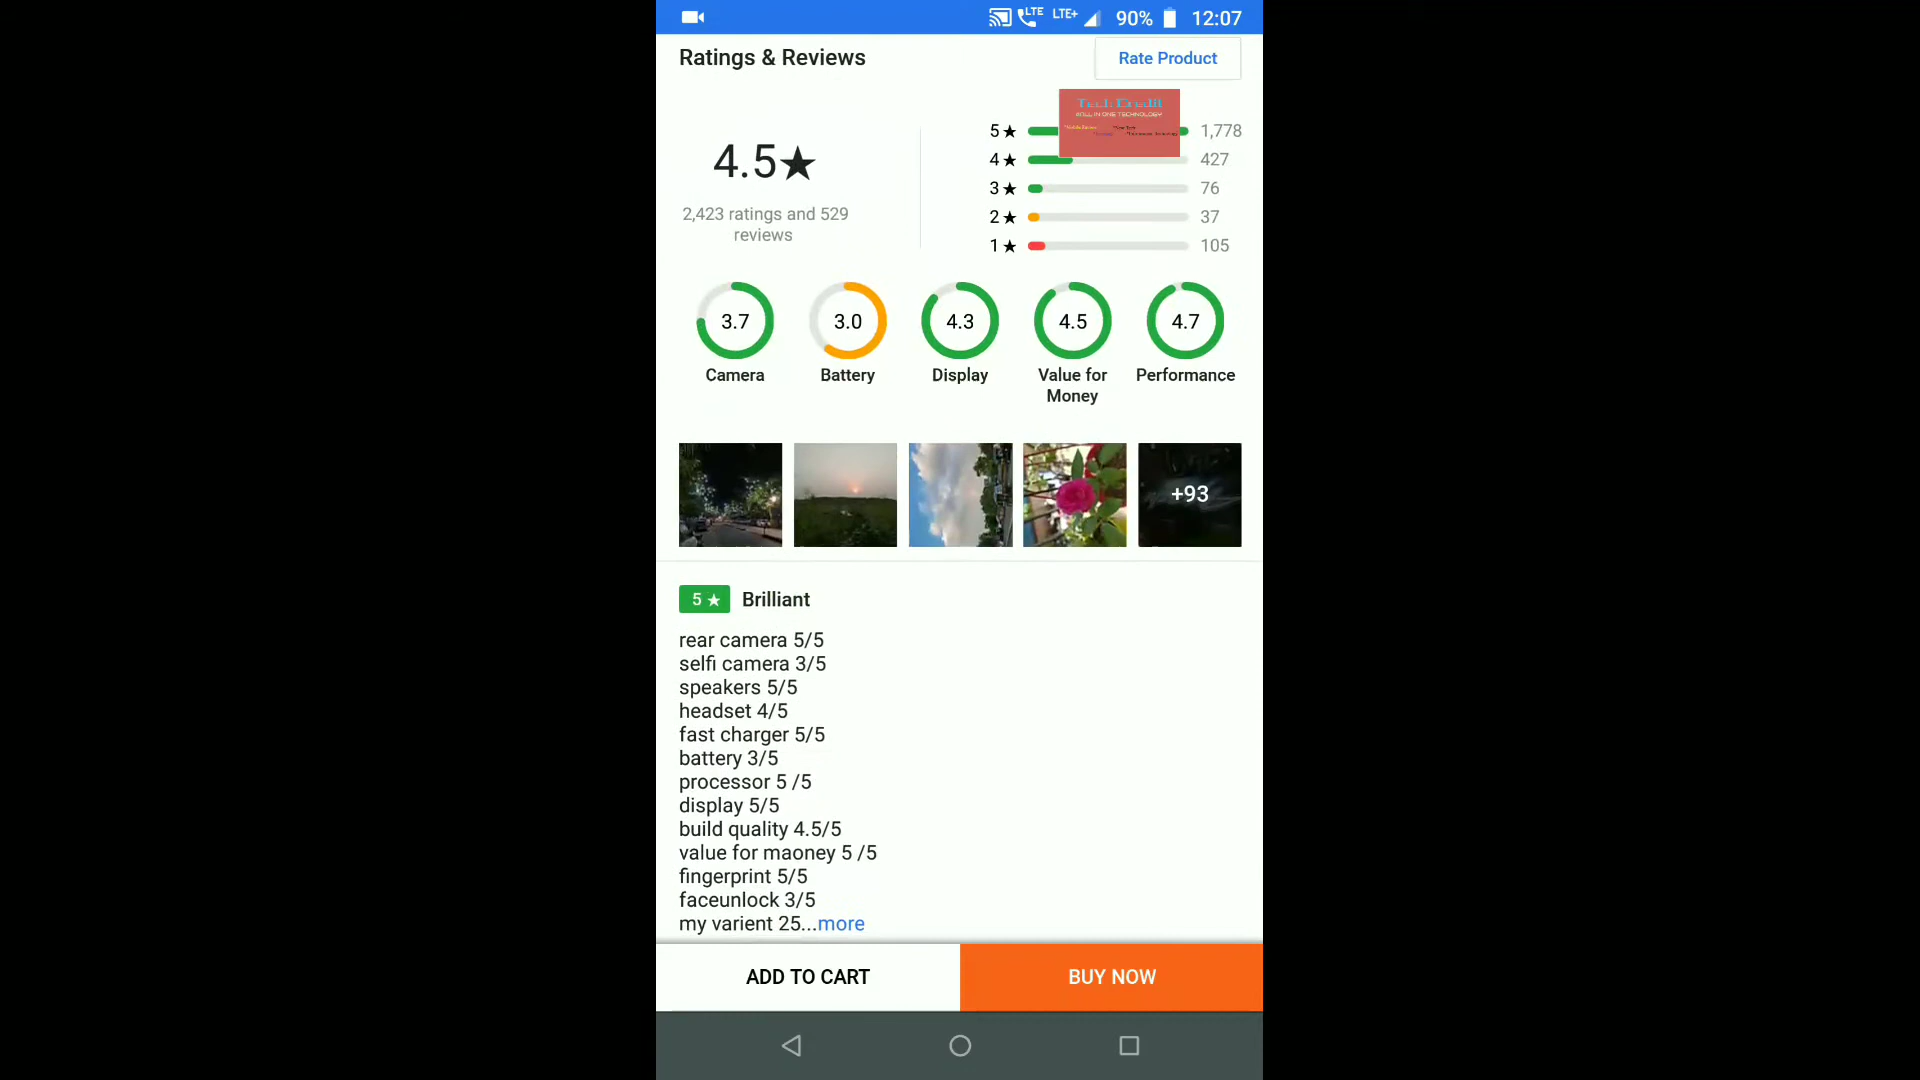 LTE LTE+ 90% 12:07
Ratings & Reviews
Rate Product
Tech Credit
4.5★
2,423 ratings and 529
reviews
5★ 1,778
4★ 427
3★ 76
2★ 37
1★ 105
3.7 3.0 4.3 4.5 4.7
Camera Battery Display Value for Performance
Money
+93
5★ Brilliant
rear camera 5/5
selfi camera 3/5
speakers 5/5
headset 4/5
fast charger 5/5
battery 3/5
processor 5 /5
display 5/5
build quality 4.5/5
value for maoney 5 /5
fingerprint 5/5
faceunlock 3/5
my varient 25...more
ADD TO CART BUY NOW